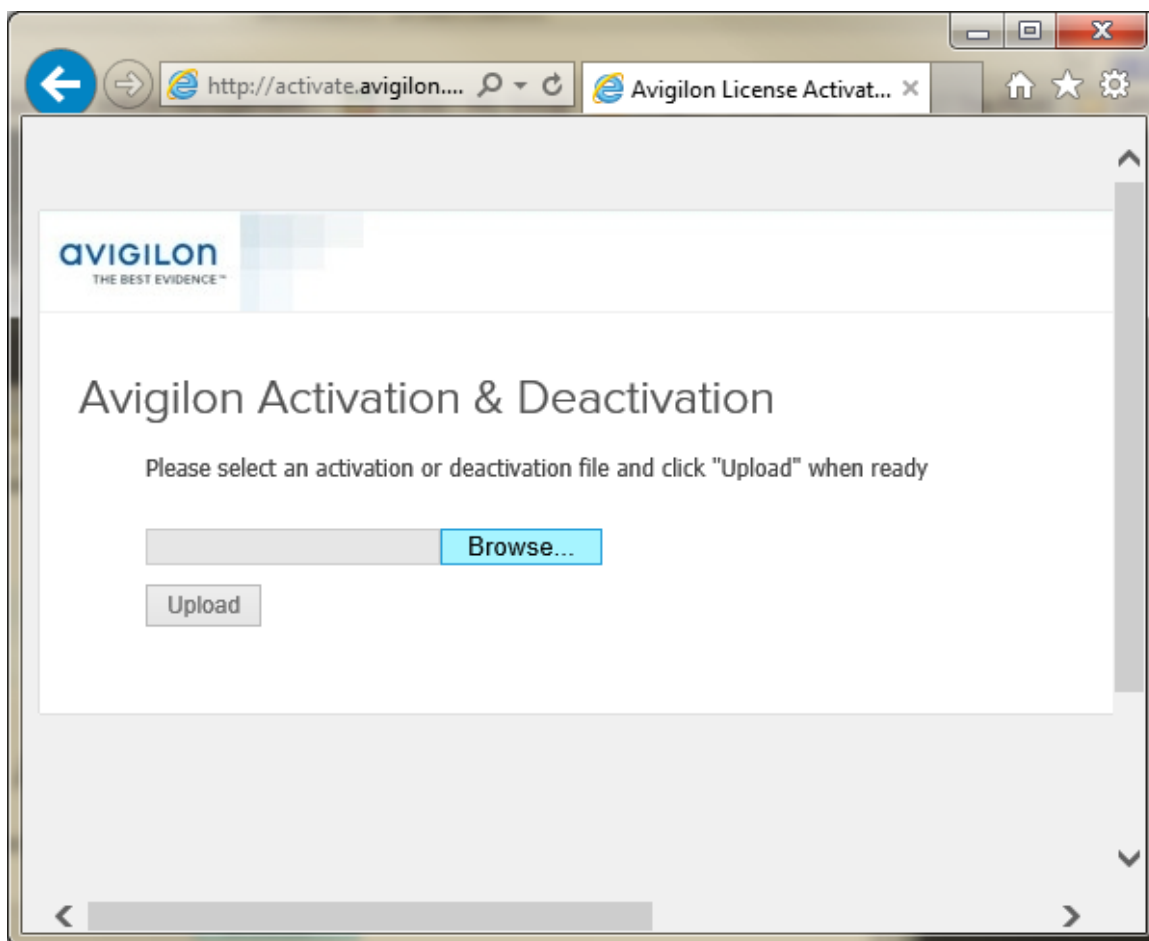 http://activate.avigilon....
Avigilon License Activat...
avigilon
THE BEST EVIDENCE™
Avigilon Activation & Deactivation
Please select an activation or deactivation file and click "Upload" when ready
Browse...
Upload